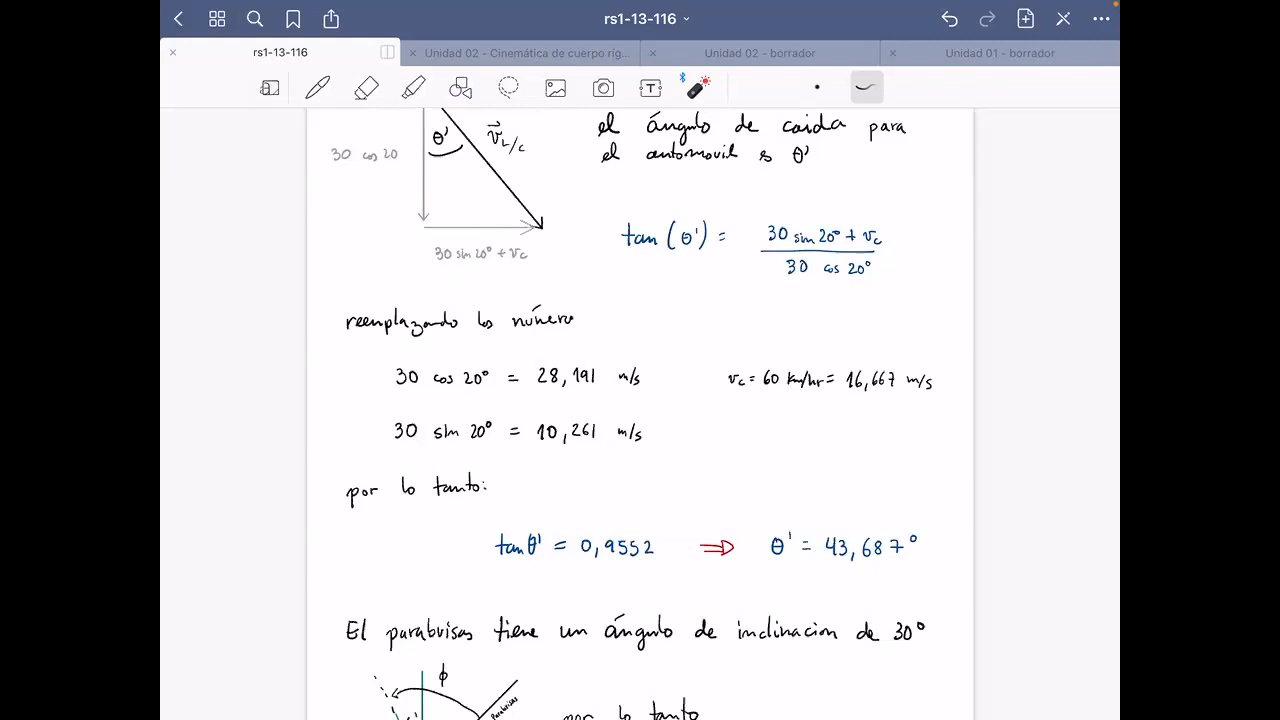 rs1-13-116
rs1-13-116
Unidad 02 - Cinemática de cuerpo ríg...
Unidad 02 - borrador
Unidad 01 - borrador
θ'
v⃗L/c
30 cos 20
30 sin 20° + vc
el ángulo de caida para
el automovil es θ'
tan (θ') = (30 sin 20° + vc) / (30 cos 20°)
reemplazando los números
30 cos 20° = 28,191 m/s
vc = 60 Km/hr = 16,667 m/s
30 sin 20° = 10,261 m/s
por lo tanto:
tanθ' = 0,9552 ⇒ θ' = 43,687°
El parabrisas tiene un ángulo de inclinacion de 30°
ϕ
Parabrisas
por lo tanto